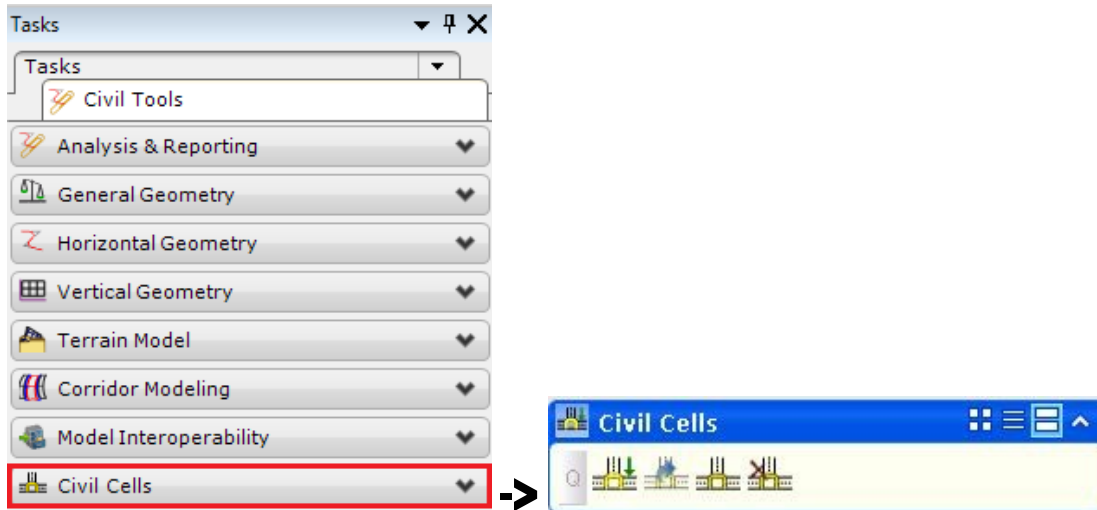 Tasks
Tasks
Civil Tools
Analysis & Reporting
General Geometry
Horizontal Geometry
Vertical Geometry
Terrain Model
Corridor Modeling
Model Interoperability
Civil Cells
->
Civil Cells
Q